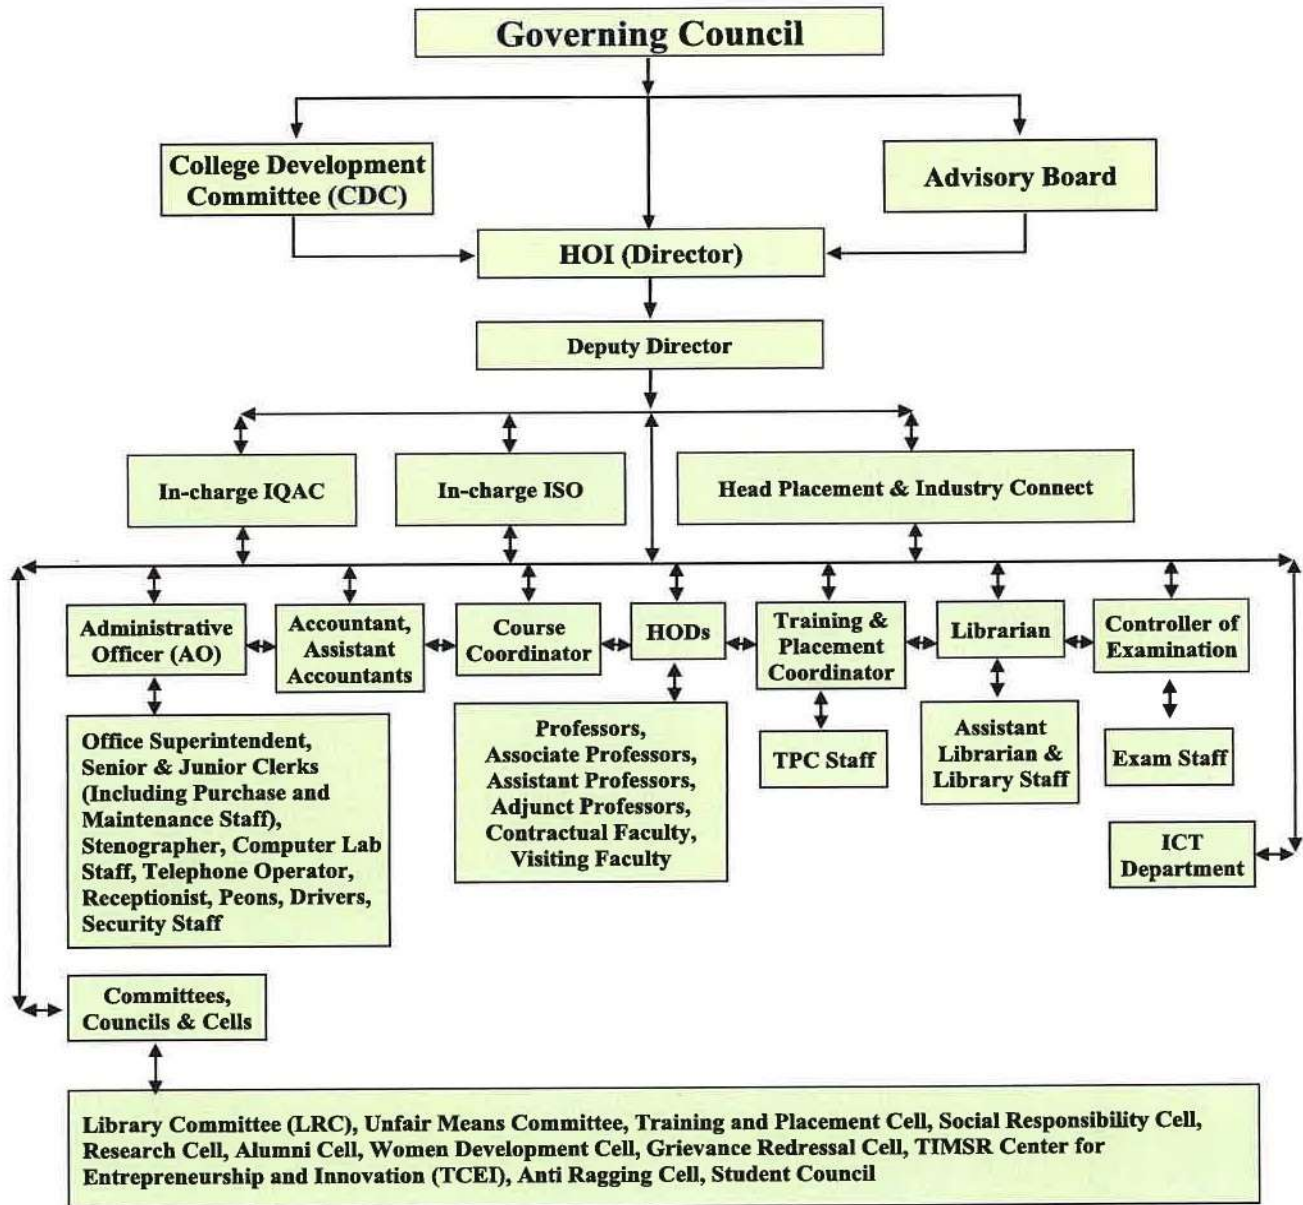 Governing Council
College Development
Committee (CDC)
Advisory Board
HOI (Director)
Deputy Director
In-charge IQAC
In-charge ISO
Head Placement & Industry Connect
Administrative
Officer (AO)
Accountant,
Assistant
Accountants
Course
Coordinator
HODs
Training &
Placement
Coordinator
Librarian
Controller of
Examination
Office Superintendent,
Senior & Junior Clerks
(Including Purchase and
Maintenance Staff),
Stenographer, Computer Lab
Staff, Telephone Operator,
Receptionist, Peons, Drivers,
Security Staff
Professors,
Associate Professors,
Assistant Professors,
Adjunct Professors,
Contractual Faculty,
Visiting Faculty
TPC Staff
Assistant
Librarian &
Library Staff
Exam Staff
ICT
Department
Committees,
Councils & Cells
Library Committee (LRC), Unfair Means Committee, Training and Placement Cell, Social Responsibility Cell,
Research Cell, Alumni Cell, Women Development Cell, Grievance Redressal Cell, TIMSR Center for
Entrepreneurship and Innovation (TCEI), Anti Ragging Cell, Student Council